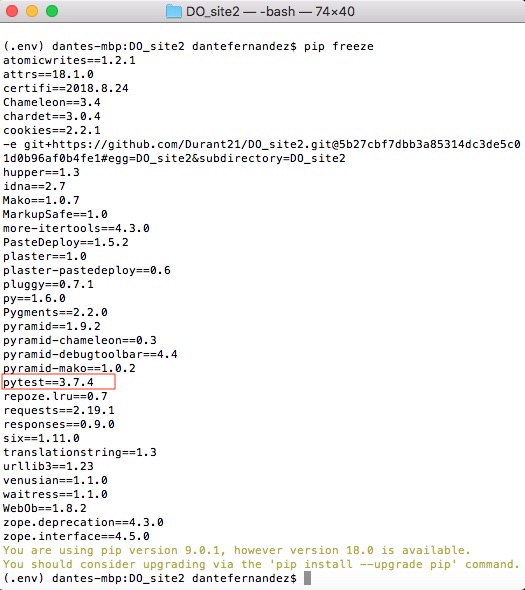 DO_site2 — -bash — 74×40
(.env) dantes-mbp:DO_site2 dantefernandez$ pip freeze
atomicwrites==1.2.1
attrs==18.1.0
certifi==2018.8.24
Chameleon==3.4
chardet==3.0.4
cookies==2.2.1
-e git+https://github.com/Durant21/DO_site2.git@5b27cbf7dbb3a85314dc3de5c0
1d0b96af0b4fe1#egg=DO_site2&subdirectory=DO_site2
hupper==1.3
idna==2.7
Mako==1.0.7
MarkupSafe==1.0
more-itertools==4.3.0
PasteDeploy==1.5.2
plaster==1.0
plaster-pastedeploy==0.6
pluggy==0.7.1
py==1.6.0
Pygments==2.2.0
pyramid==1.9.2
pyramid-chameleon==0.3
pyramid-debugtoolbar==4.4
pyramid-mako==1.0.2
pytest==3.7.4
repoze.lru==0.7
requests==2.19.1
responses==0.9.0
six==1.11.0
translationstring==1.3
urllib3==1.23
venusian==1.1.0
waitress==1.1.0
WebOb==1.8.2
zope.deprecation==4.3.0
zope.interface==4.5.0
You are using pip version 9.0.1, however version 18.0 is available.
You should consider upgrading via the 'pip install --upgrade pip' command.
(.env) dantes-mbp:DO_site2 dantefernandez$